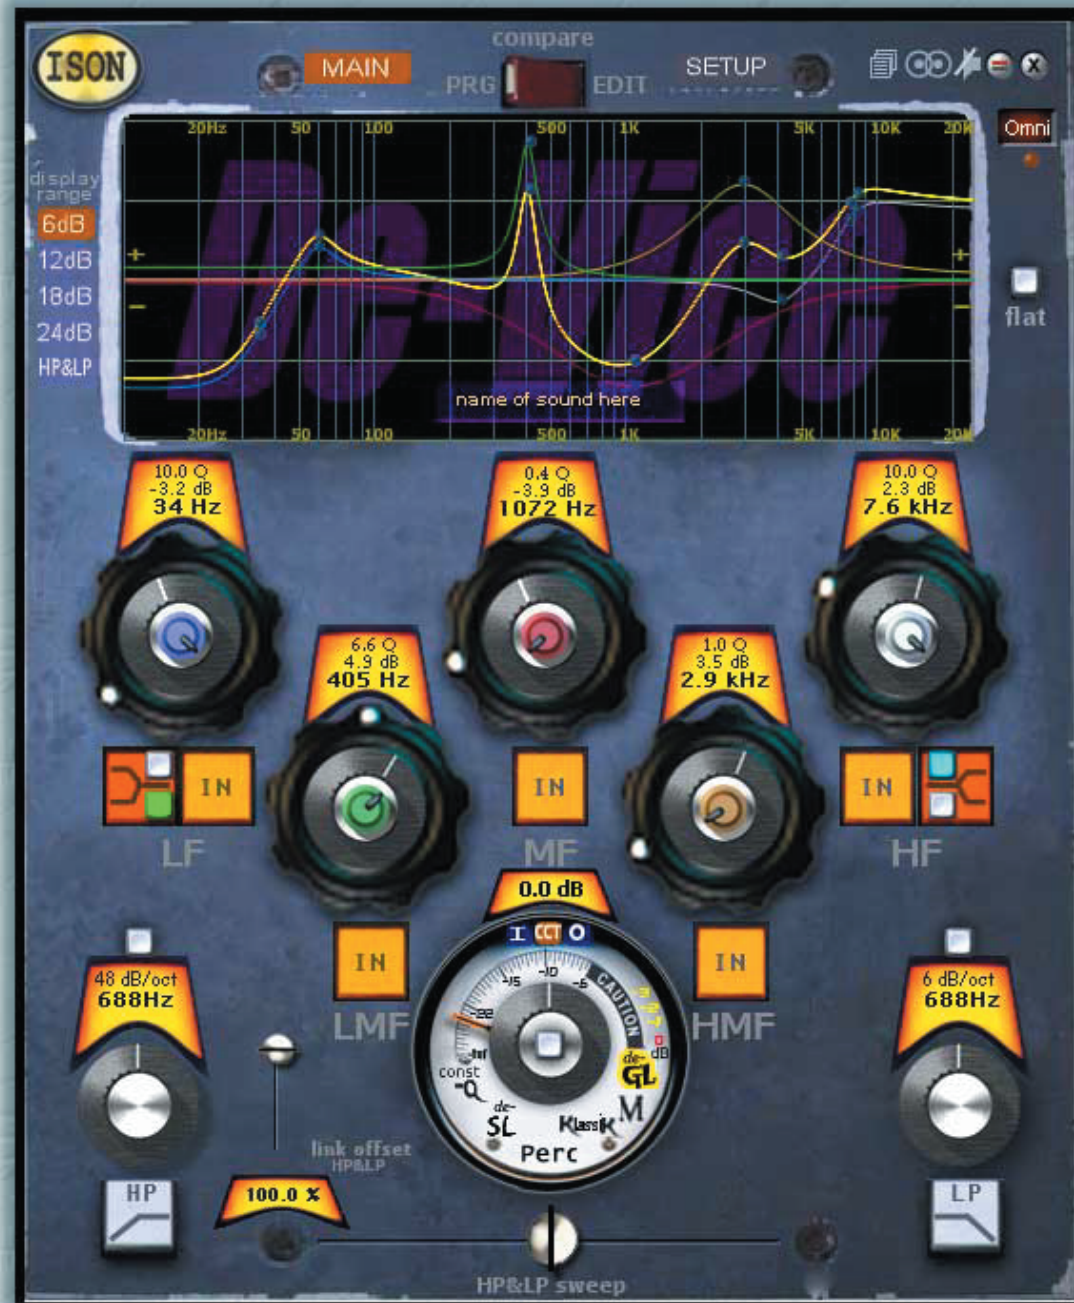 compare
ISON
MAIN
PRG
EDIT
SETUP
20Hz 50 100 500 1K 5K 10K 20K
Omni
display
range
6dB
12dB
18dB
24dB
HP&LP
De-Vice
+ +
- -
flat
name of sound here
20Hz 50 100 500 1K 5K 10K 20K
10.0 Q
-3.2 dB
34 Hz
0.4 Q
-3.9 dB
1072 Hz
10.0 Q
2.3 dB
7.6 kHz
6.6 Q
4.9 dB
405 Hz
1.0 Q
3.5 dB
2.9 kHz
IN
IN
IN
LF
MF
HF
0.0 dB
I CCT O
IN
IN
LMF
HMF
-22 -15 -10 -5
CAUTION
-Inf
dB
const
-Q
de-
SL
Perc
Klassik
M
de-
GL
48 dB/oct
688Hz
6 dB/oct
688Hz
link offset
HP&LP
100.0 %
HP
LP
HP&LP sweep